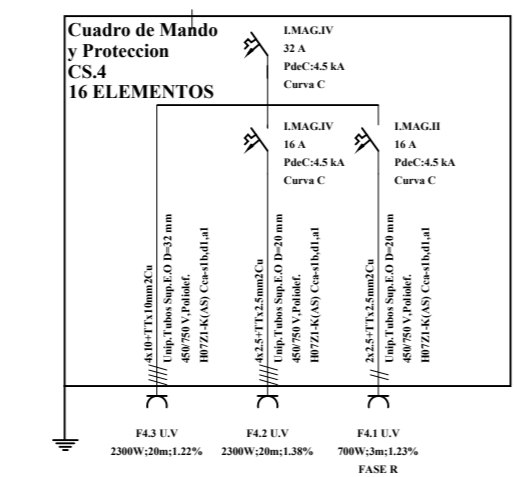 Cuadro de Mando
y Proteccion
CS.4
16 ELEMENTOS
I.MAG.IV
32 A
PdeC:4.5 kA
Curva C
I.MAG.IV
16 A
PdeC:4.5 kA
Curva C
I.MAG.II
16 A
PdeC:4.5 kA
Curva C
4x10+TTx10mm2Cu
Unip.Tubos Sup.E.O D=32 mm
450/750 V,Poliolef.
H07Z1-K(AS) Cca-s1b,d1,a1
4x2.5+TTx2.5mm2Cu
Unip.Tubos Sup.E.O D=20 mm
450/750 V,Poliolef.
H07Z1-K(AS) Cca-s1b,d1,a1
2x2.5+TTx2.5mm2Cu
Unip.Tubos Sup.E.O D=20 mm
450/750 V,Poliolef.
H07Z1-K(AS) Cca-s1b,d1,a1
F4.3 U.V
2300W;20m;1.22%
F4.2 U.V
2300W;20m;1.38%
F4.1 U.V
700W;3m;1.23%
FASE R